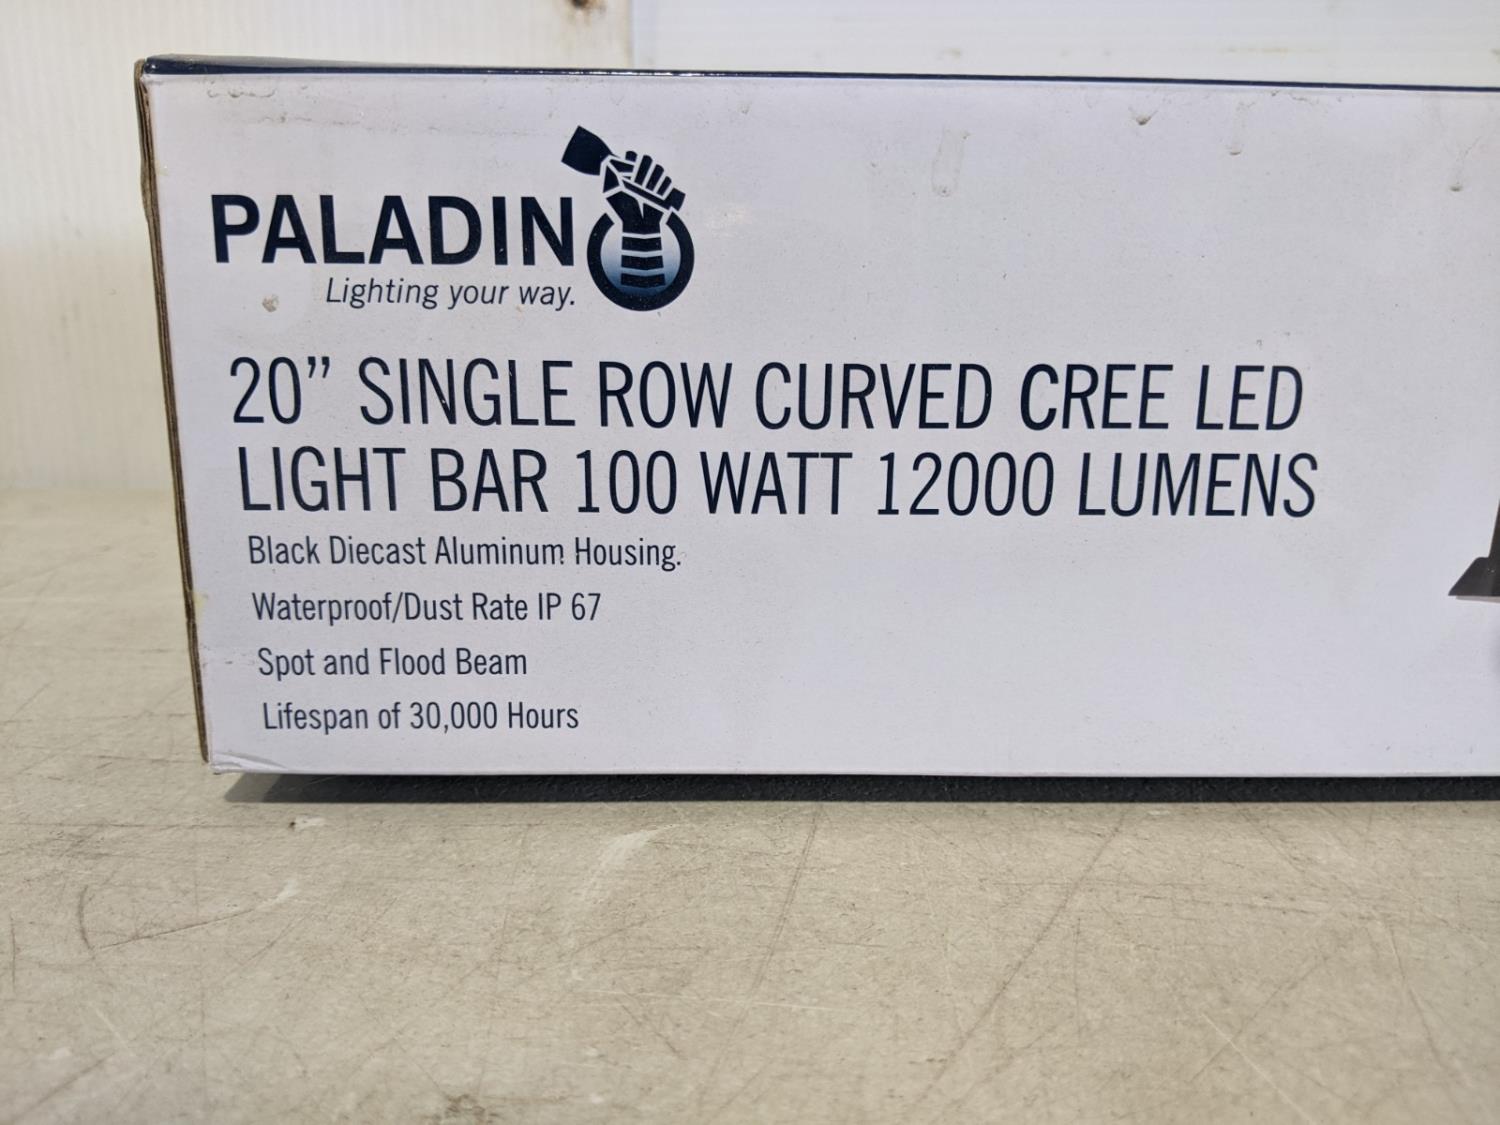 PALADIN
Lighting your way.
20” SINGLE ROW CURVED CREE LED
LIGHT BAR 100 WATT 12000 LUMENS
Black Diecast Aluminum Housing.
Waterproof/Dust Rate IP 67
Spot and Flood Beam
Lifespan of 30,000 Hours